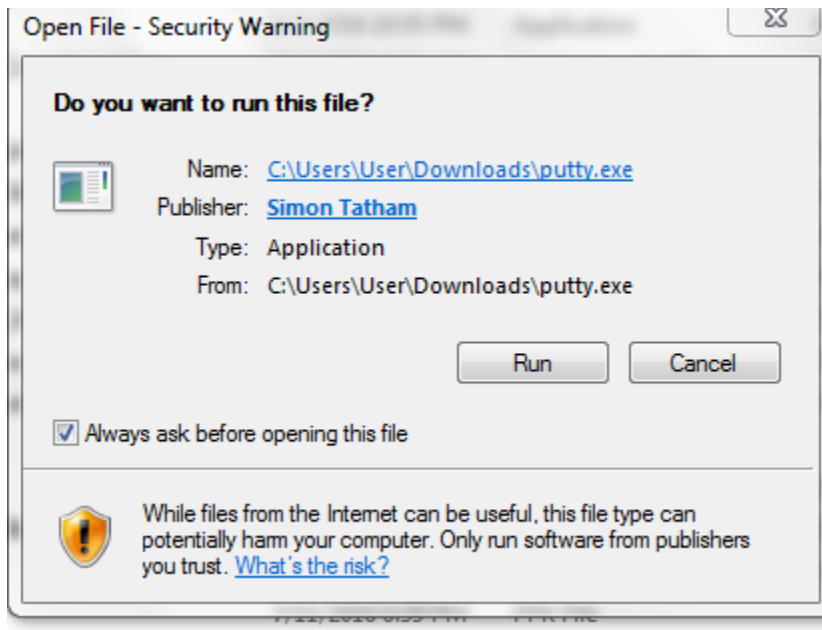 Open File - Security Warning
Do you want to run this file?
Name: C:\Users\User\Downloads\putty.exe
Publisher: Simon Tatham
Type: Application
From: C:\Users\User\Downloads\putty.exe
Run Cancel
Always ask before opening this file
While files from the Internet can be useful, this file type can
potentially harm your computer. Only run software from publishers
you trust. What's the risk?